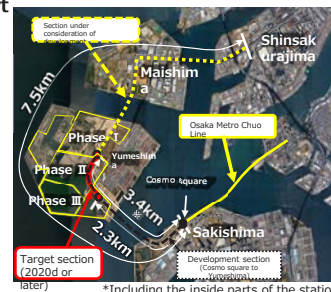 t
Section under
consideration of
Shinsak
urajima
Maishim
a
7.5km
Osaka Metro Chuo
Line
Phase Ⅰ
Yumeshim
a
Phase Ⅱ
Cosmo square
Phase Ⅲ
3.4km
※
2.3km
Sakishima
Target section
(2020d or
later)
Development section
(Cosmo square to
Yumeshima)
*Including the inside parts of the statio